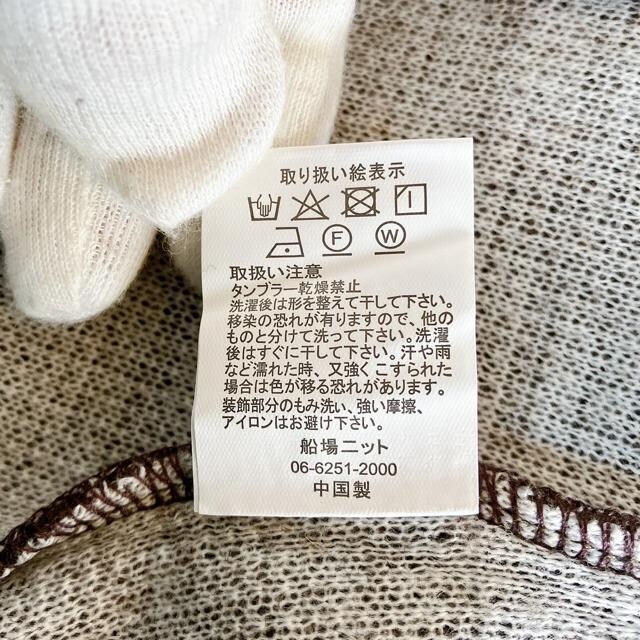 取り扱い絵表示
F W
取扱い注意
タンブラー乾燥禁止
洗濯後は形を整えて干して下さい。
移染の恐れが有りますので、他の
ものと分けて洗って下さい。洗濯
後はすぐに干して下さい。汗や雨
など濡れた時、又強くこすられた
場合は色が移る恐れがあります。
装飾部分のもみ洗い、強い摩擦、
アイロンはお避け下さい。
船場ニット
06-6251-2000
中国製